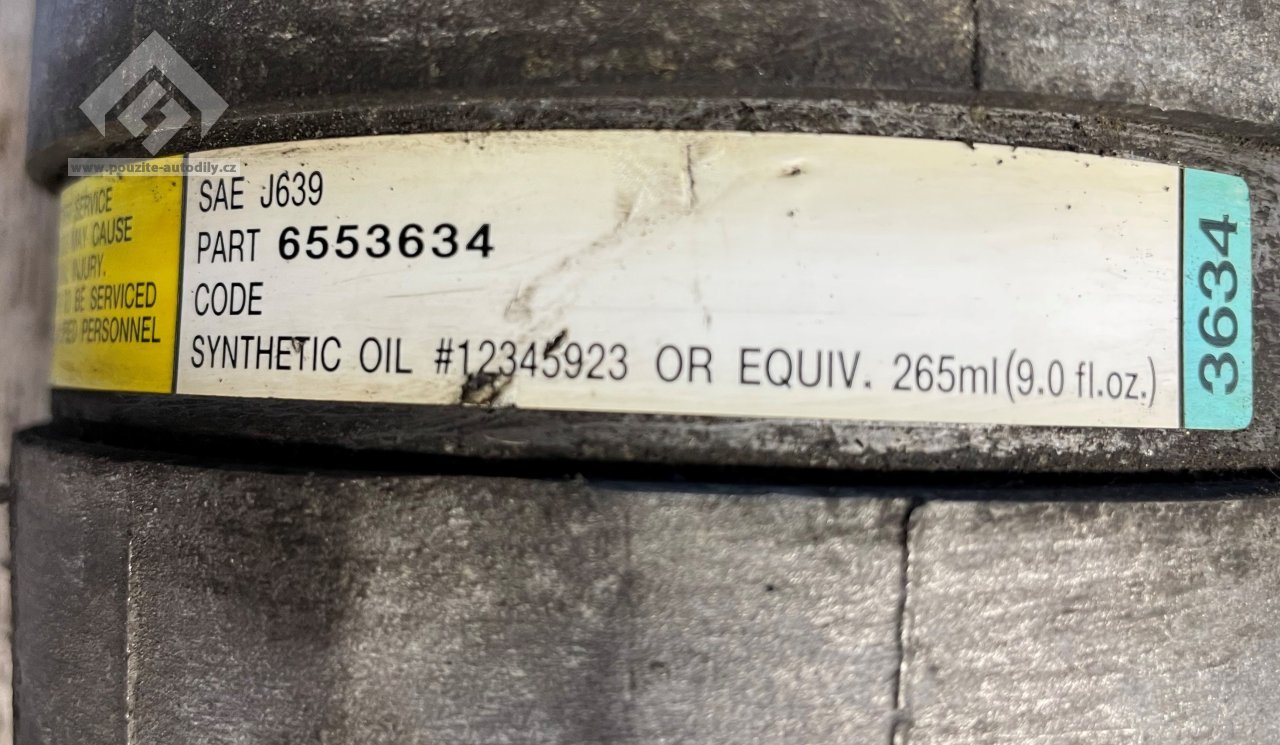 www.pouzite-autodily.cz
SERVICE
MAY CAUSE
INJURY.
TO BE SERVICED
PERSONNEL
SAE J639
PART 6553634
CODE
SYNTHETIC OIL #12345923 OR EQUIV. 265ml (9.0 fl.oz.)
3634